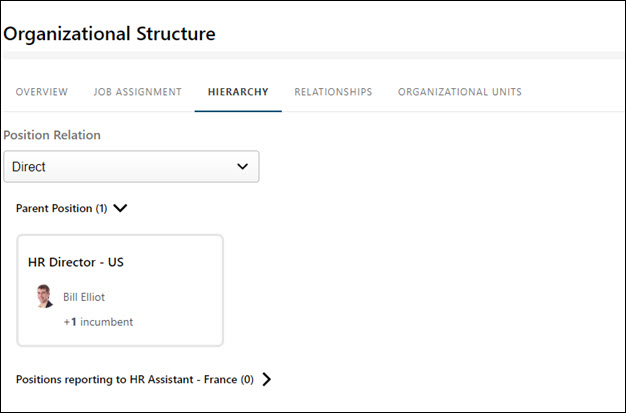 Organizational Structure
OVERVIEW JOB ASSIGNMENT HIERARCHY RELATIONSHIPS ORGANIZATIONAL UNITS
Position Relation
Direct
Parent Position (1)
HR Director - US
Bill Elliot
+1 incumbent
Positions reporting to HR Assistant - France (0)